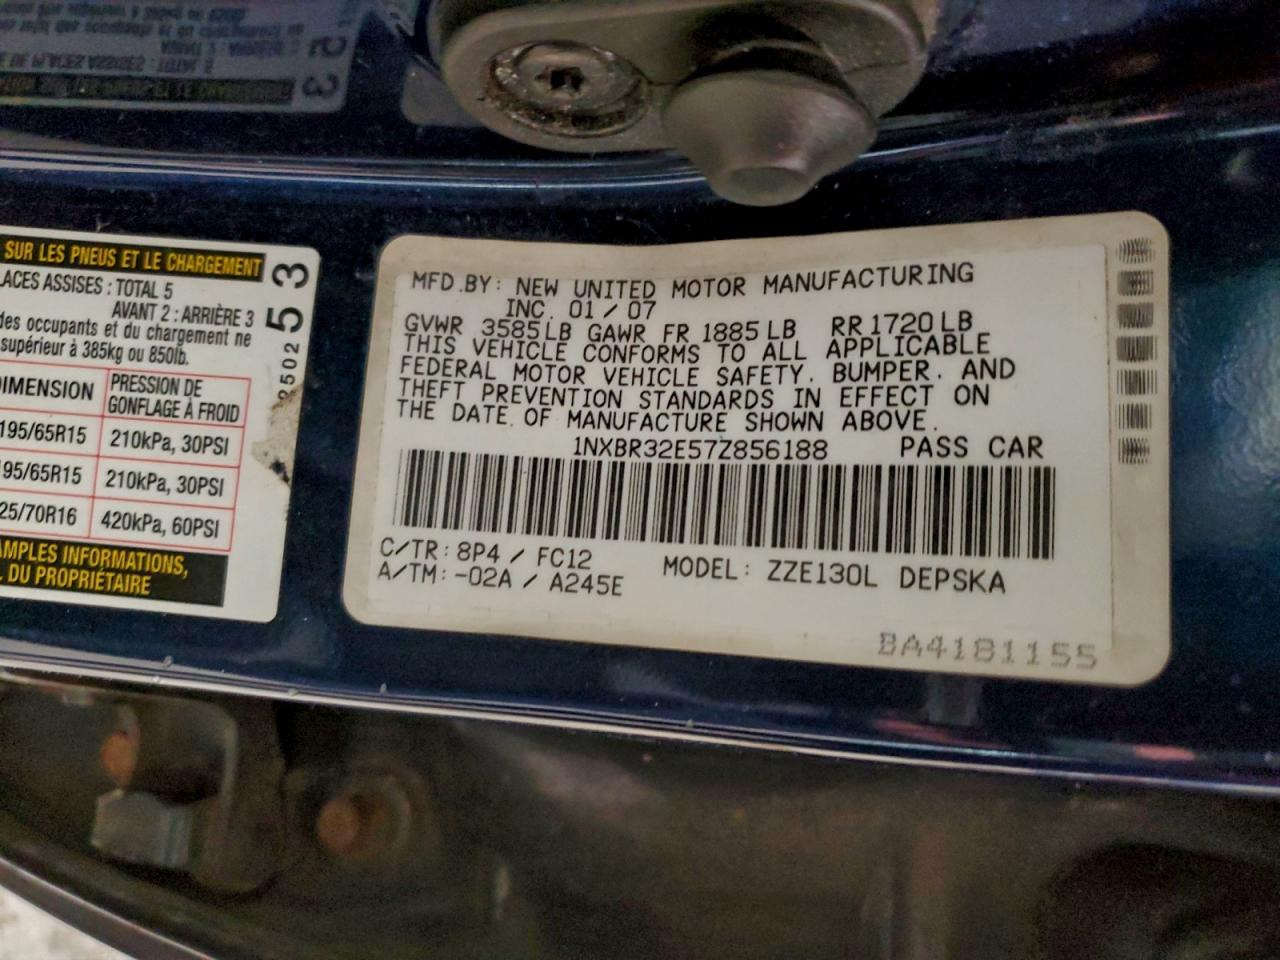 SUR LES PNEUS ET LE CHARGEMENT
LACES ASSISES : TOTAL 5
AVANT 2 : ARRIÈRE 3
des occupants et du chargement ne
supérieur à 385kg ou 850lb.
DIMENSION PRESSION DE GONFLAGE À FROID
195/65R15 210kPa, 30PSI
95/65R15 210kPa, 30PSI
25/70R16 420kPa, 60PSI
AMPLES INFORMATIONS,
DU PROPRIÉTAIRE
2502 53
MFD.BY: NEW UNITED MOTOR MANUFACTURING
INC. 01/07
GVWR 3585LB GAWR FR 1885LB RR 1720LB
THIS VEHICLE CONFORMS TO ALL APPLICABLE
FEDERAL MOTOR VEHICLE SAFETY, BUMPER, AND
THEFT PREVENTION STANDARDS IN EFFECT ON
THE DATE OF MANUFACTURE SHOWN ABOVE.
1NXBR32E57Z856188 PASS CAR
C/TR: 8P4 / FC12
A/TM: -02A / A245E
MODEL: ZZE130L DEPSKA
BA4181155